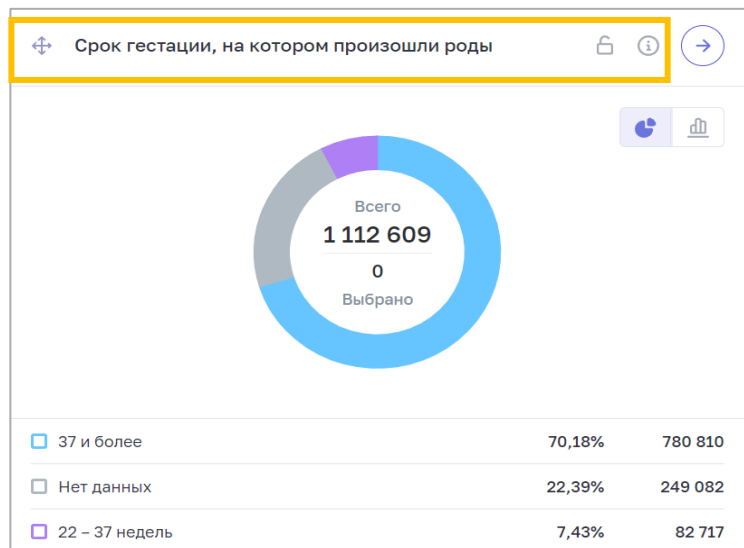 Срок гестации, на котором произошли роды
Всего
1 112 609
0
Выбрано
37 и более 70,18% 780 810
Нет данных 22,39% 249 082
22 – 37 недель 7,43% 82 717